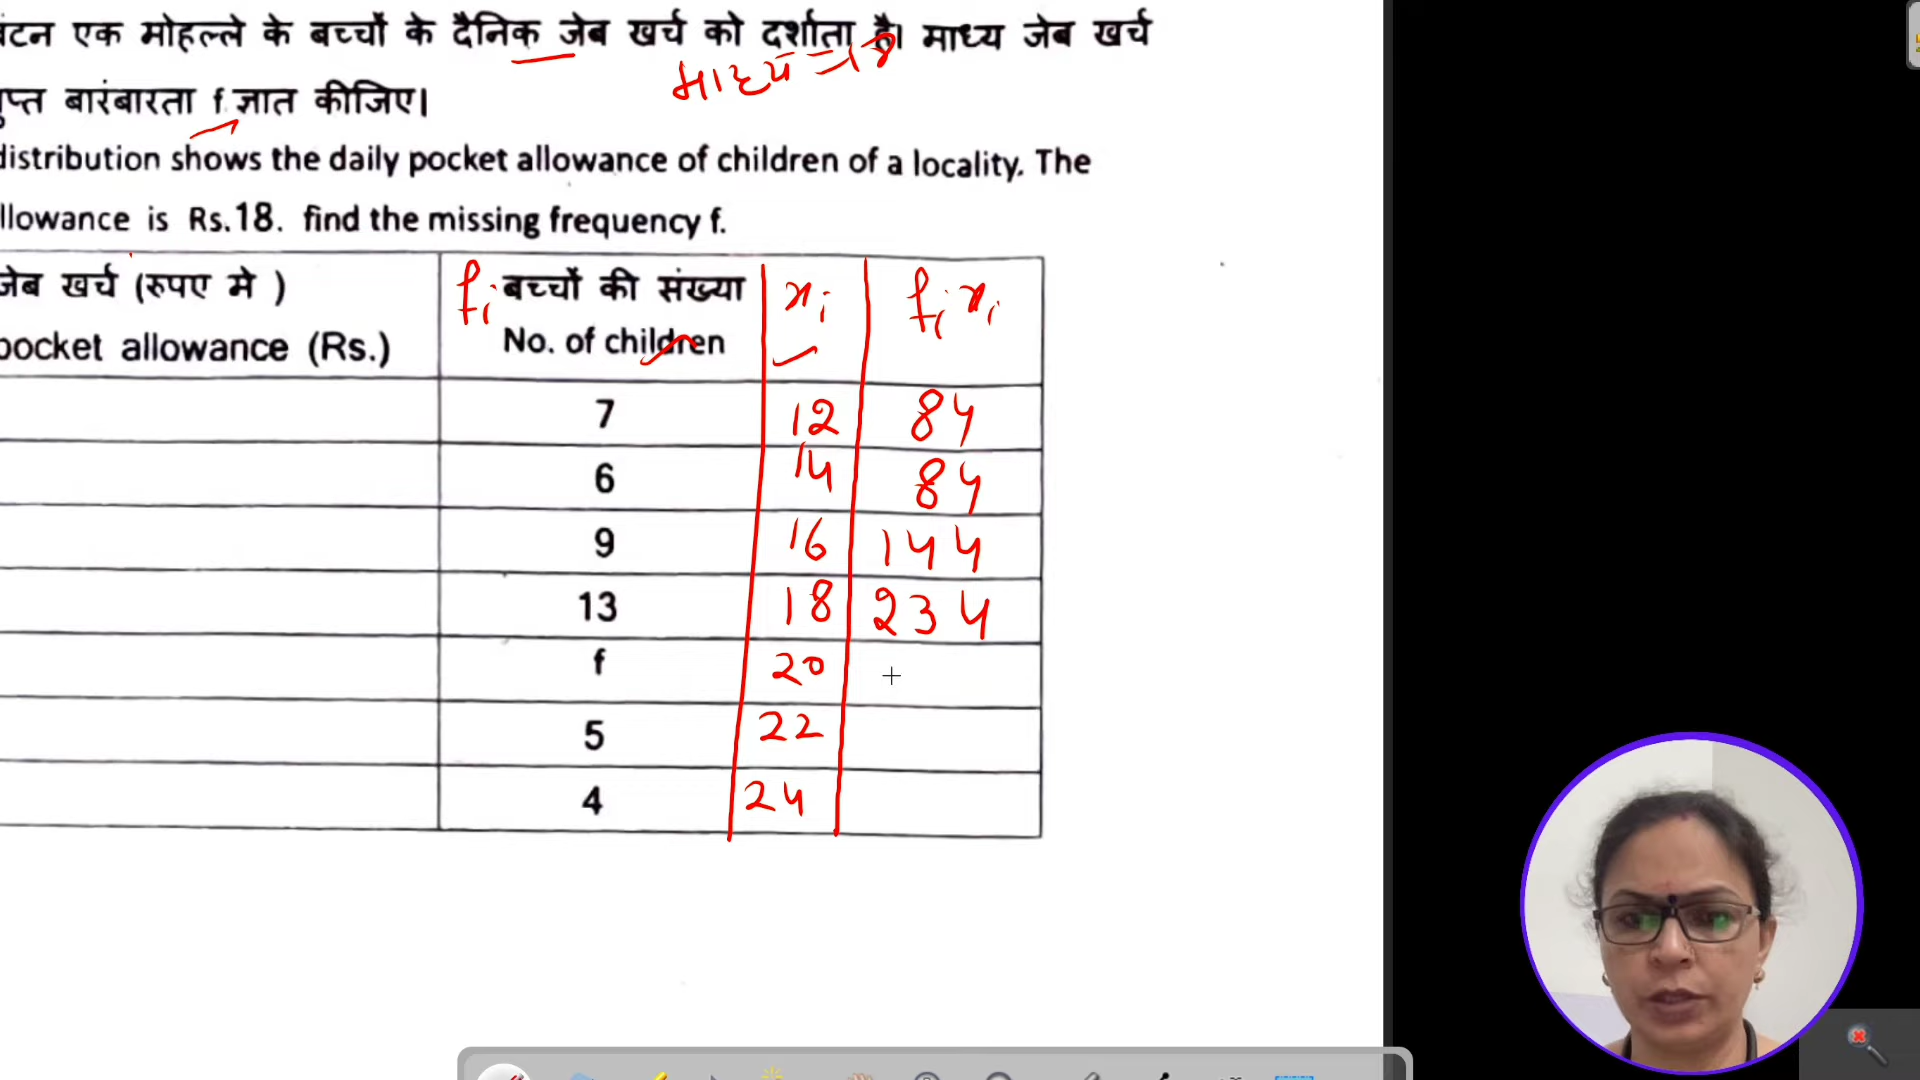 एक मोहल्ले के बच्चों के दैनिक जेब खर्च को दर्शाता है। माध्य जेब खर्च
माध्य = 18
बारंबारता f ज्ञात कीजिए।
distribution shows the daily pocket allowance of children of a locality. The
llowance is Rs.18. find the missing frequency f.
जेब खर्च (रुपए मे ) fi बच्चों की संख्या xi fi xi
pocket allowance (Rs.) No. of children
7 12 84
6 14 84
9 16 144
13 18 234
f 20
5 22
4 24